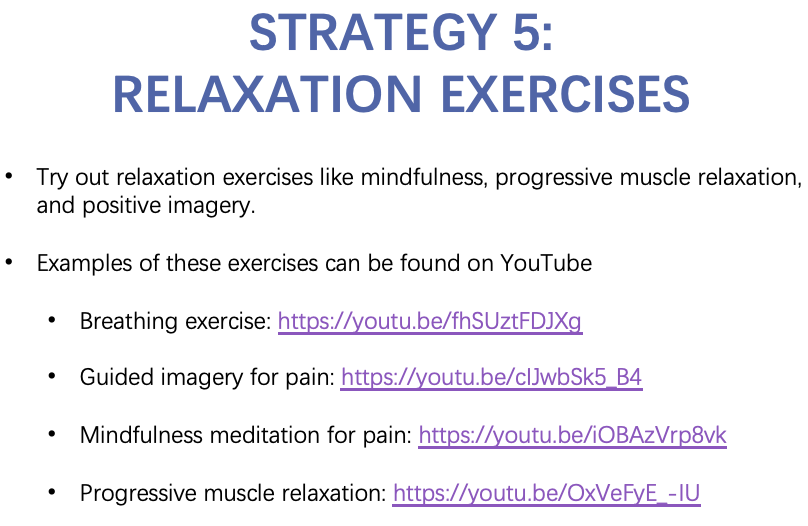 STRATEGY 5:
RELAXATION EXERCISES
• Try out relaxation exercises like mindfulness, progressive muscle relaxation,
and positive imagery.
• Examples of these exercises can be found on YouTube
• Breathing exercise: https://youtu.be/fhSUztFDJXg
• Guided imagery for pain: https://youtu.be/clJwbSk5_B4
• Mindfulness meditation for pain: https://youtu.be/iOBAzVrp8vk
• Progressive muscle relaxation: https://youtu.be/OxVeFyE_-IU